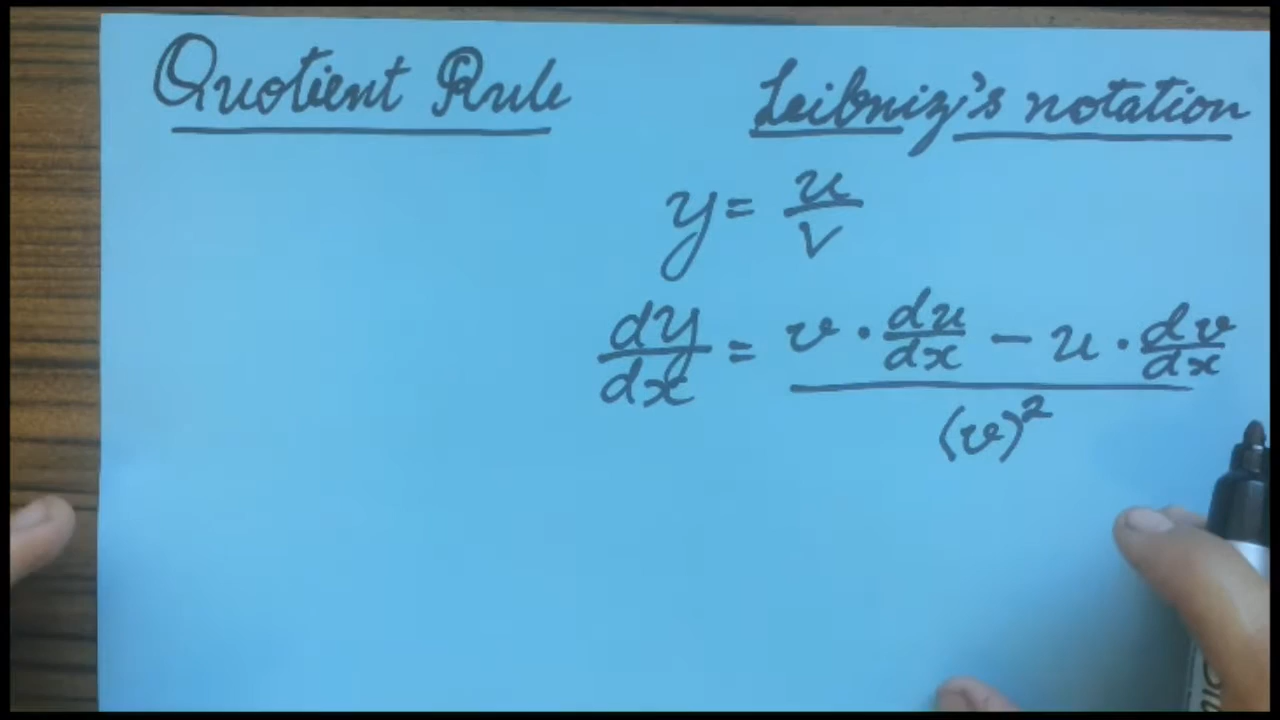 Quotient Rule
Leibniz's notation
y = u/v
dy/dx = (v · du/dx − u · dv/dx)/(v)²